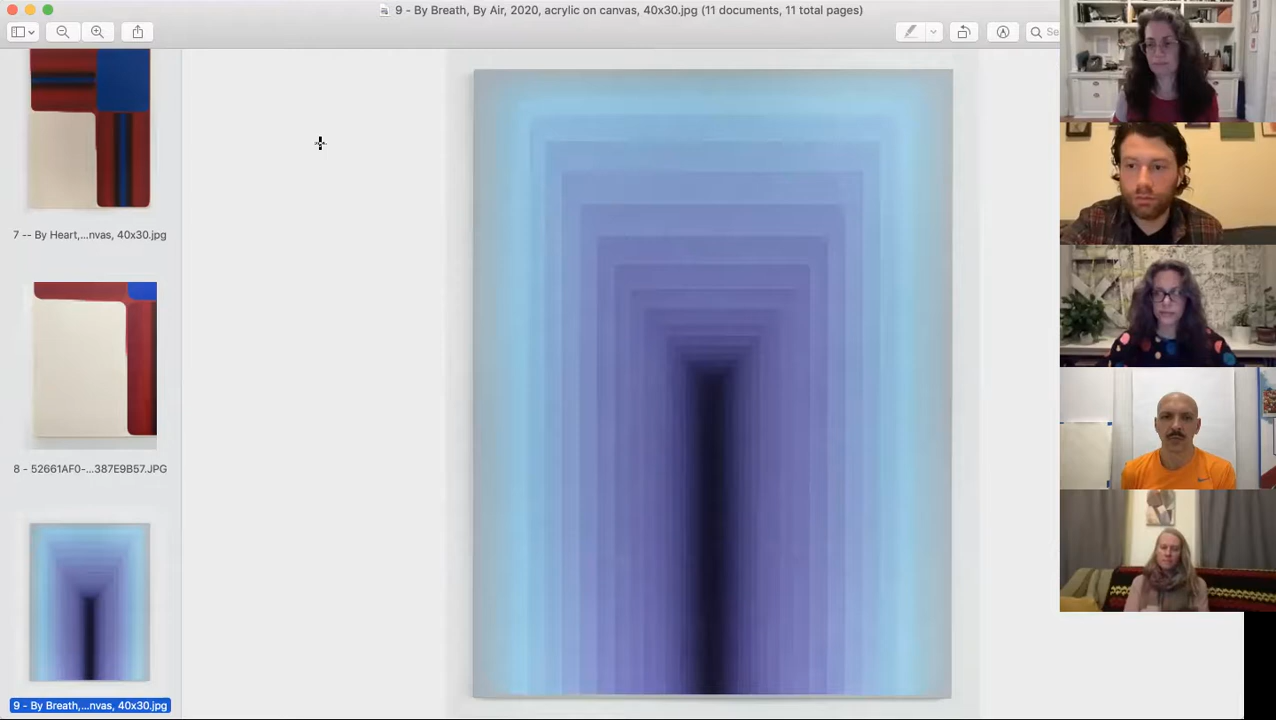 9 - By Breath, By Air, 2020, acrylic on canvas, 40x30.jpg (11 documents, 11 total pages)
Se
7 -- By Heart,...nvas, 40x30.jpg
8 - 52661AF0-...387E9B57.JPG
9 - By Breath,...nvas, 40x30.jpg